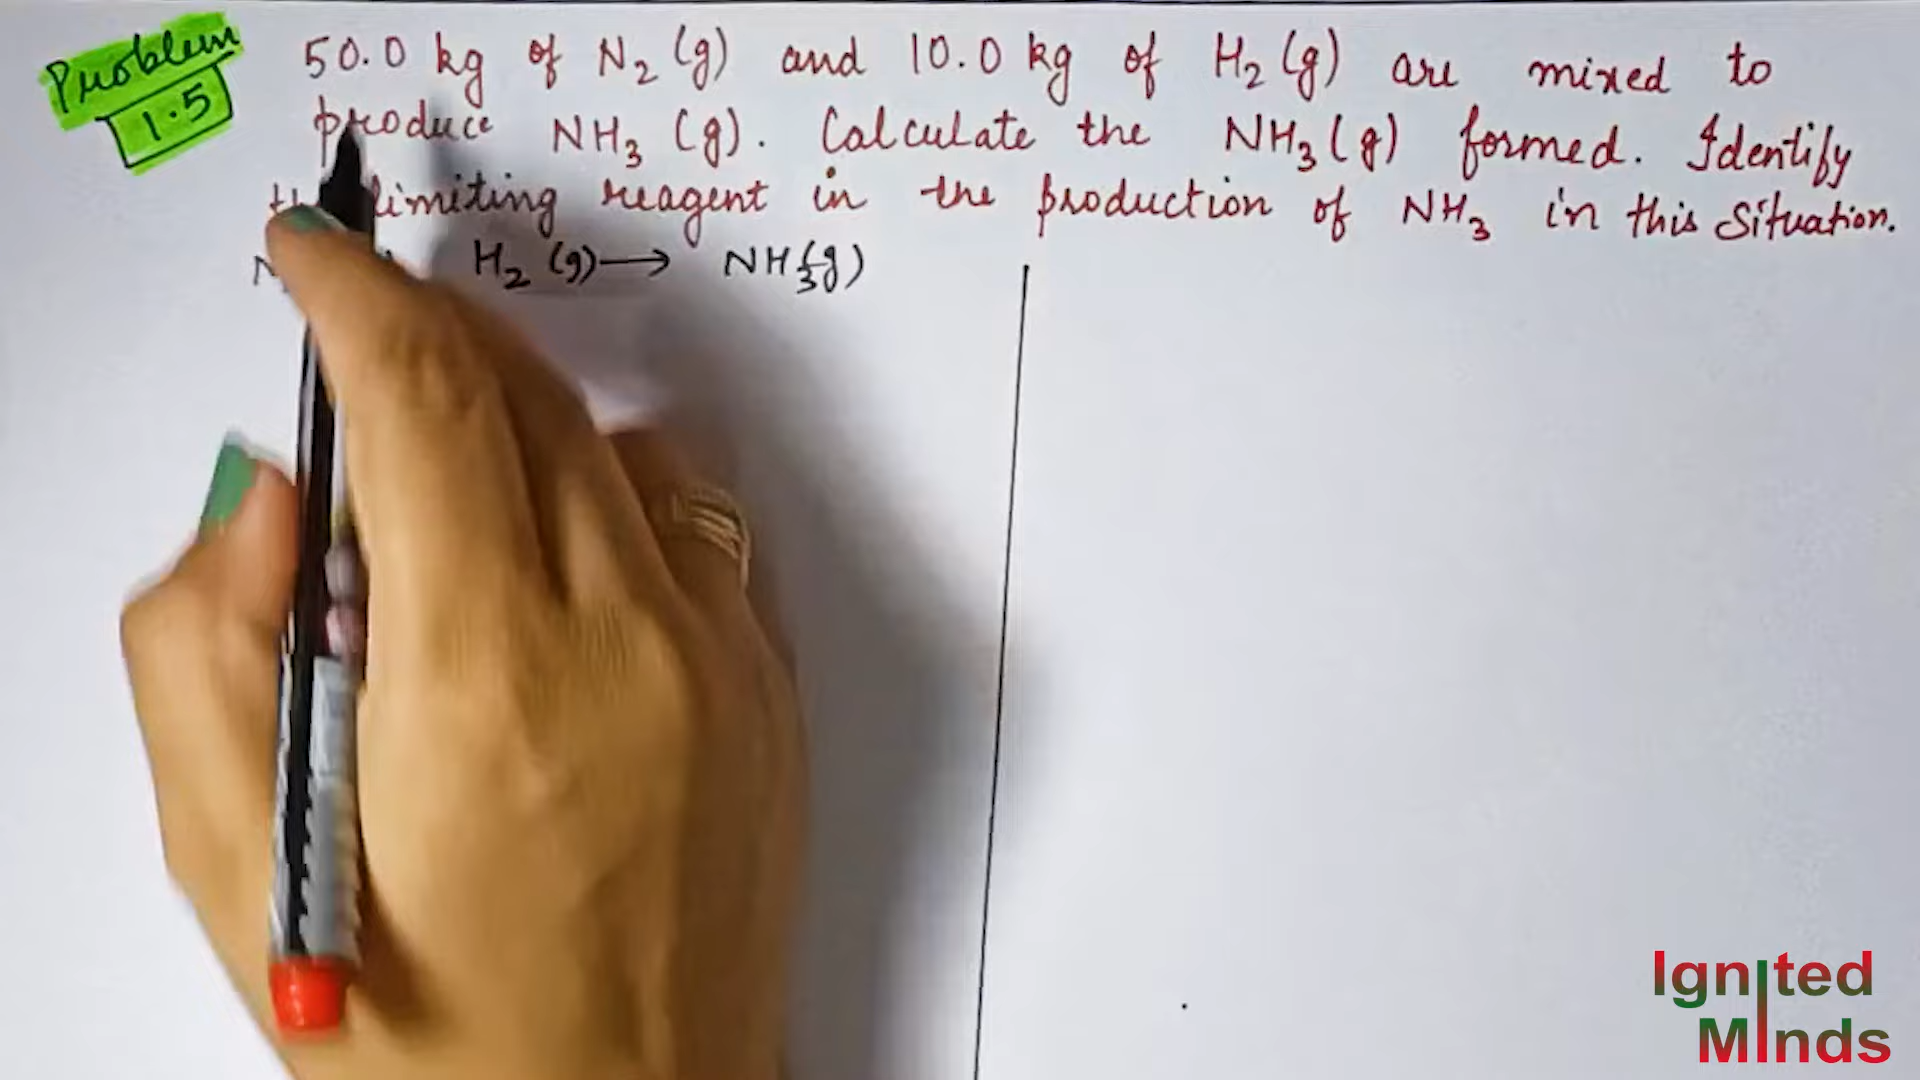 Problem
1.5
50.0 kg of N₂ (g) and 10.0 kg of H₂ (g) are mixed to
produce NH₃ (g). Calculate the NH₃ (g) formed. Identify
limiting reagent in the production of NH₃ in this situation.
H₂ (g) → NH₃(g)
Ignited
Minds